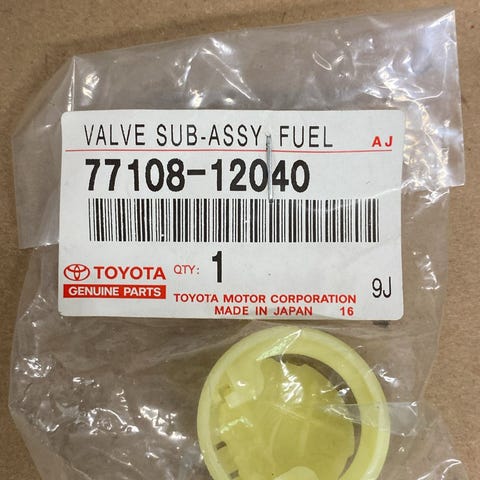 VALVE SUB-ASSY, FUEL AJ
77108-12040
TOYOTA QTY: 1
GENUINE PARTS
9J
TOYOTA MOTOR CORPORATION
MADE IN JAPAN 16